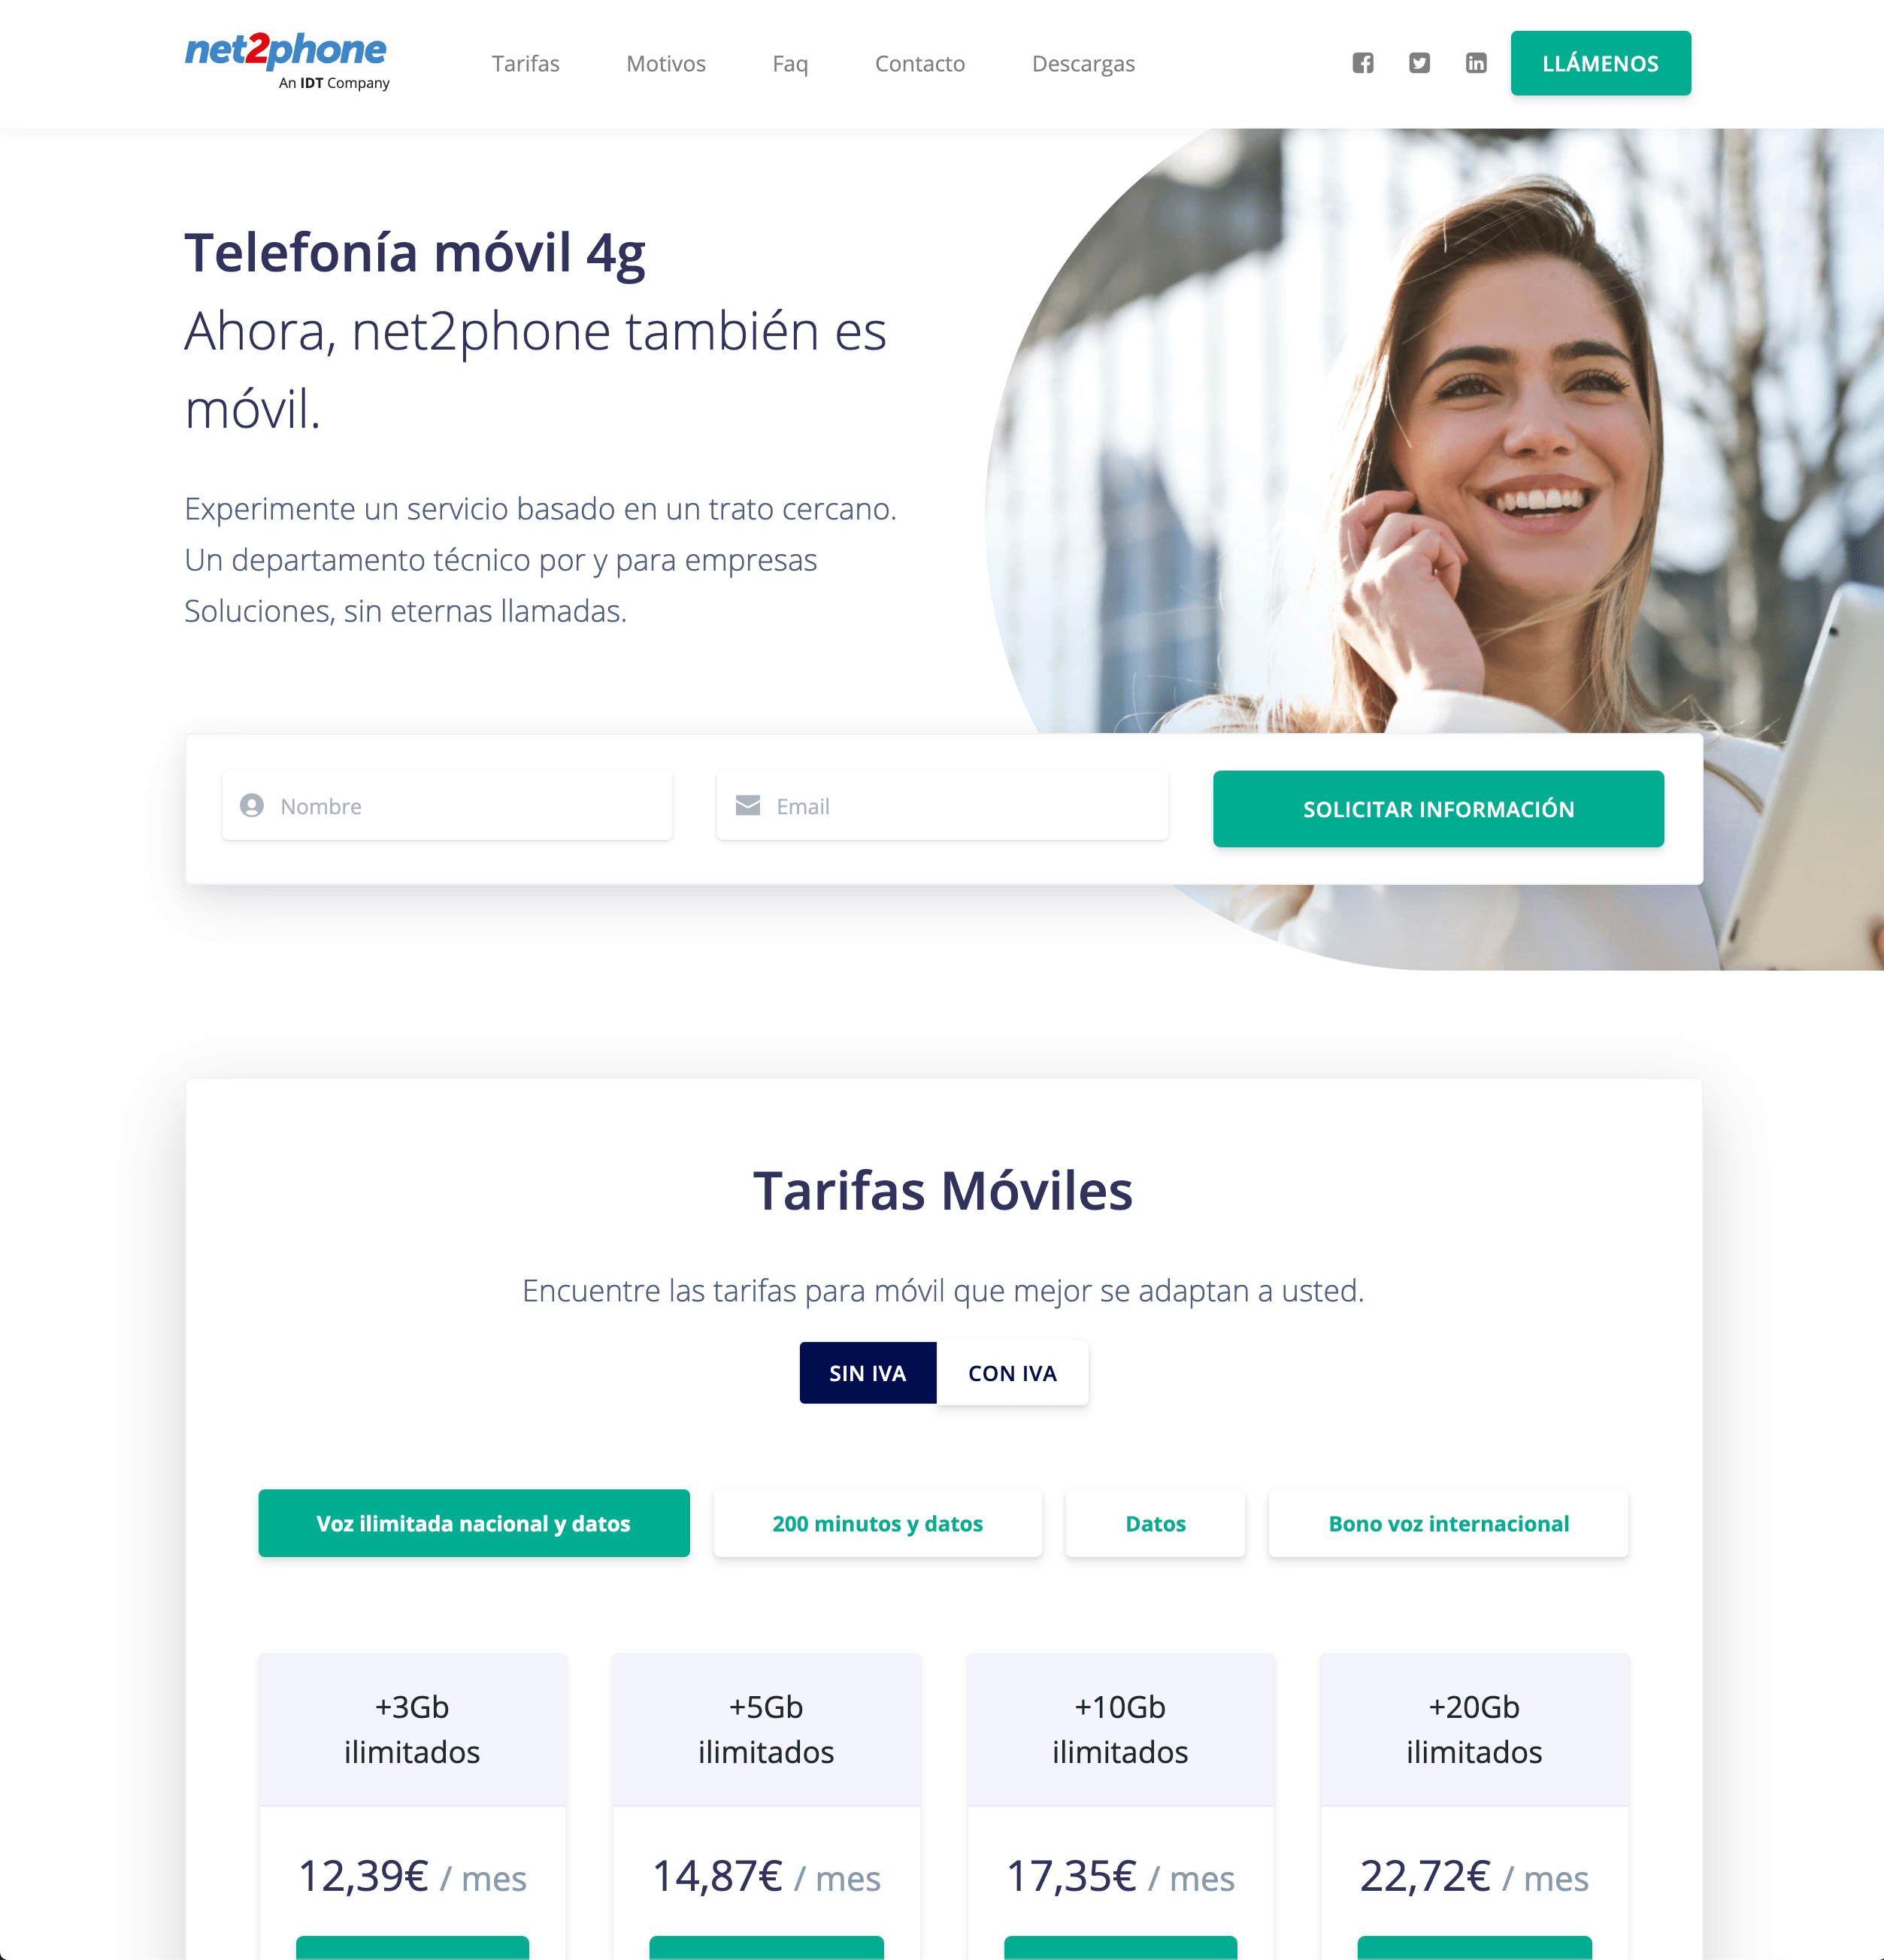 net2phone
An IDT Company
Tarifas
Motivos
Faq
Contacto
Descargas
LLÁMENOS
Telefonía móvil 4g
Ahora, net2phone también es
móvil.
Experimente un servicio basado en un trato cercano.
Un departamento técnico por y para empresas
Soluciones, sin eternas llamadas.
Nombre
Email
SOLICITAR INFORMACIÓN
Tarifas Móviles
Encuentre las tarifas para móvil que mejor se adaptan a usted.
SIN IVA
CON IVA
Voz ilimitada nacional y datos
200 minutos y datos
Datos
Bono voz internacional
+3Gb
ilimitados
12,39€ / mes
+5Gb
ilimitados
14,87€ / mes
+10Gb
ilimitados
17,35€ / mes
+20Gb
ilimitados
22,72€ / mes